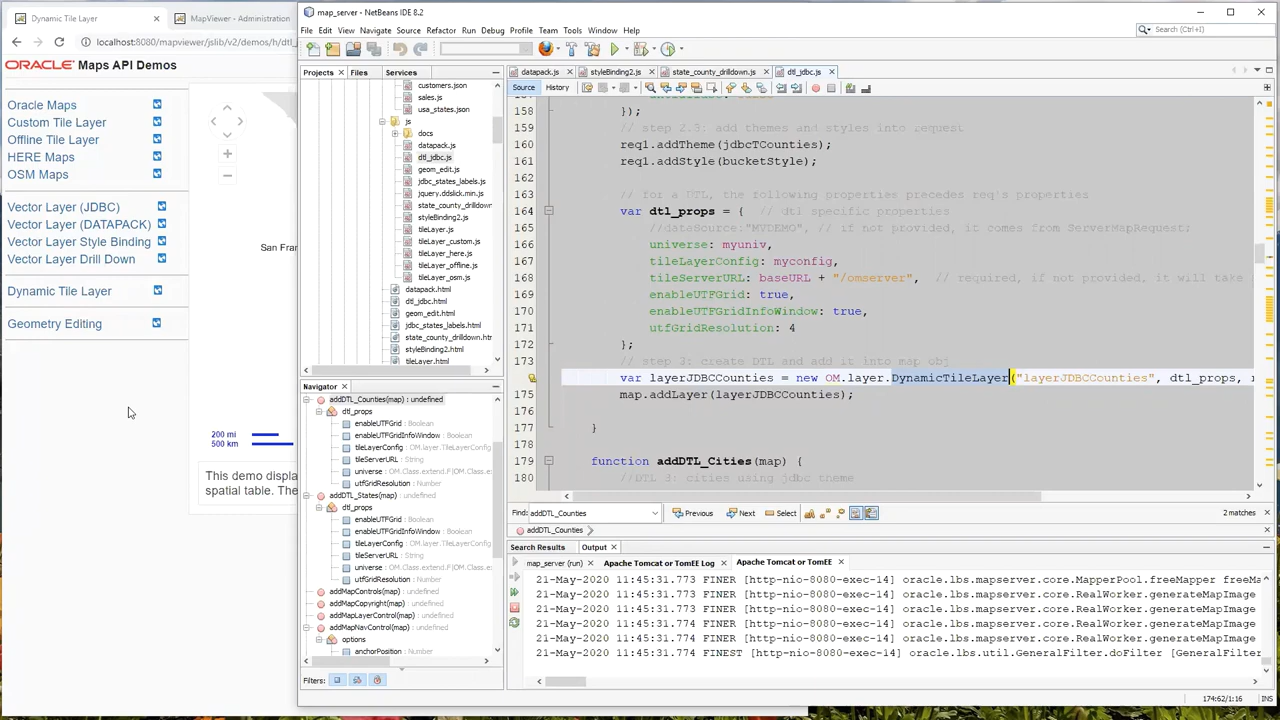 Dynamic Tile Layer
MapViewer - Administration
localhost:8080/mapviewer/jslib/v2/demos/h/dtl_
ORACLE Maps API Demos
Oracle Maps
Custom Tile Layer
Offline Tile Layer
HERE Maps
OSM Maps
Vector Layer (JDBC)
Vector Layer (DATAPACK)
Vector Layer Style Binding
Vector Layer Drill Down
Dynamic Tile Layer
Geometry Editing
San Fran
200 mi
500 km
This demo displa
spatial table. The
map_server - NetBeans IDE 8.2
File Edit View Navigate Source Refactor Run Debug Profile Team Tools Window Help
Search (Ctrl+I)
Projects Files Services
customers.json
sales.js
usa_states.json
js
docs
datapack.js
dtl_jdbc.js
geom_edit.js
jdbc_states_labels.js
jquery.ddslick.min.js
state_county_drilldown
styleBinding2.js
tileLayer.js
tileLayer_custom.js
tileLayer_here.js
tileLayer_offline.js
tileLayer_osm.js
datapack.html
dtl_jdbc.html
geom_edit.html
jdbc_states_labels.html
state_county_drilldown.ht
styleBinding2.html
tileLayer.html
Navigator
addDTL_Counties(map) : undefined
dtl_props
enableUTFGrid : Boolean
enableUTFGridInfoWindow : Boolean
tileLayerConfig : OM.layer.TileLayerC
tileServerURL : String
universe : OM.Class.extend.F|OM.Class.e
utfGridResolution : Number
addDTL_States(map) : undefined
dtl_props
enableUTFGrid : Boolean
enableUTFGridInfoWindow : Boolean
tileLayerConfig : OM.layer.TileLayerC
tileServerURL : String
universe : OM.Class.extend.F|OM.Class.e
utfGridResolution : Number
addMapControls(map) : undefined
addMapCopyright(map) : undefined
addMapLayerControl(map) : undefined
addMapNavControl(map) : undefined
options
anchorPosition : Number
Filters:
datapack.js styleBinding2.js state_county_drilldown.js dtl_jdbc.js
Source History
158 });
159 // step 2.3: add themes and styles into request
160 req1.addTheme(jdbcTCounties);
161 req1.addStyle(bucketStyle);
162
163 // for a DTL, the following properties precedes req's properties
164 var dtl_props = { // dtl specific properties
165 //dataSource:"MVDEMO", // if not provided, it comes from ServerMapRequest;
166 universe: myuniv,
167 tileLayerConfig: myconfig,
168 tileServerURL: baseURL + "/omserver", // required, if not provided, it will take
169 enableUTFGrid: true,
170 enableUTFGridInfoWindow: true,
171 utfGridResolution: 4
172 };
173 // step 3: create DTL and add it into map obj
var layerJDBCCounties = new OM.layer.DynamicTileLayer("layerJDBCCounties", dtl_props, r
175 map.addLayer(layerJDBCCounties);
176
177 }
178
179 function addDTL_Cities(map) {
180 //DTL 3: cities using jdbc theme
Find: addDTL_Counties Previous Next Select 2 matches
addDTL_Counties
Search Results Output
map_server (run) Apache Tomcat or TomEE Log Apache Tomcat or TomEE
21-May-2020 11:45:31.773 FINER [http-nio-8080-exec-14] oracle.lbs.mapserver.core.MapperPool.freeMapper freeMa
21-May-2020 11:45:31.773 FINER [http-nio-8080-exec-14] oracle.lbs.mapserver.core.RealWorker.generateMapImage
21-May-2020 11:45:31.773 FINER [http-nio-8080-exec-14] oracle.lbs.mapserver.core.RealWorker.generateMapImage
21-May-2020 11:45:31.774 FINER [http-nio-8080-exec-14] oracle.lbs.mapserver.core.RealWorker.generateMapImage
21-May-2020 11:45:31.774 FINER [http-nio-8080-exec-14] oracle.lbs.mapserver.core.RealWorker.generateMapImage
21-May-2020 11:45:31.774 FINEST [http-nio-8080-exec-14] oracle.lbs.util.GeneralFilter.doFilter [GeneralFilter
174:62/1:16 INS